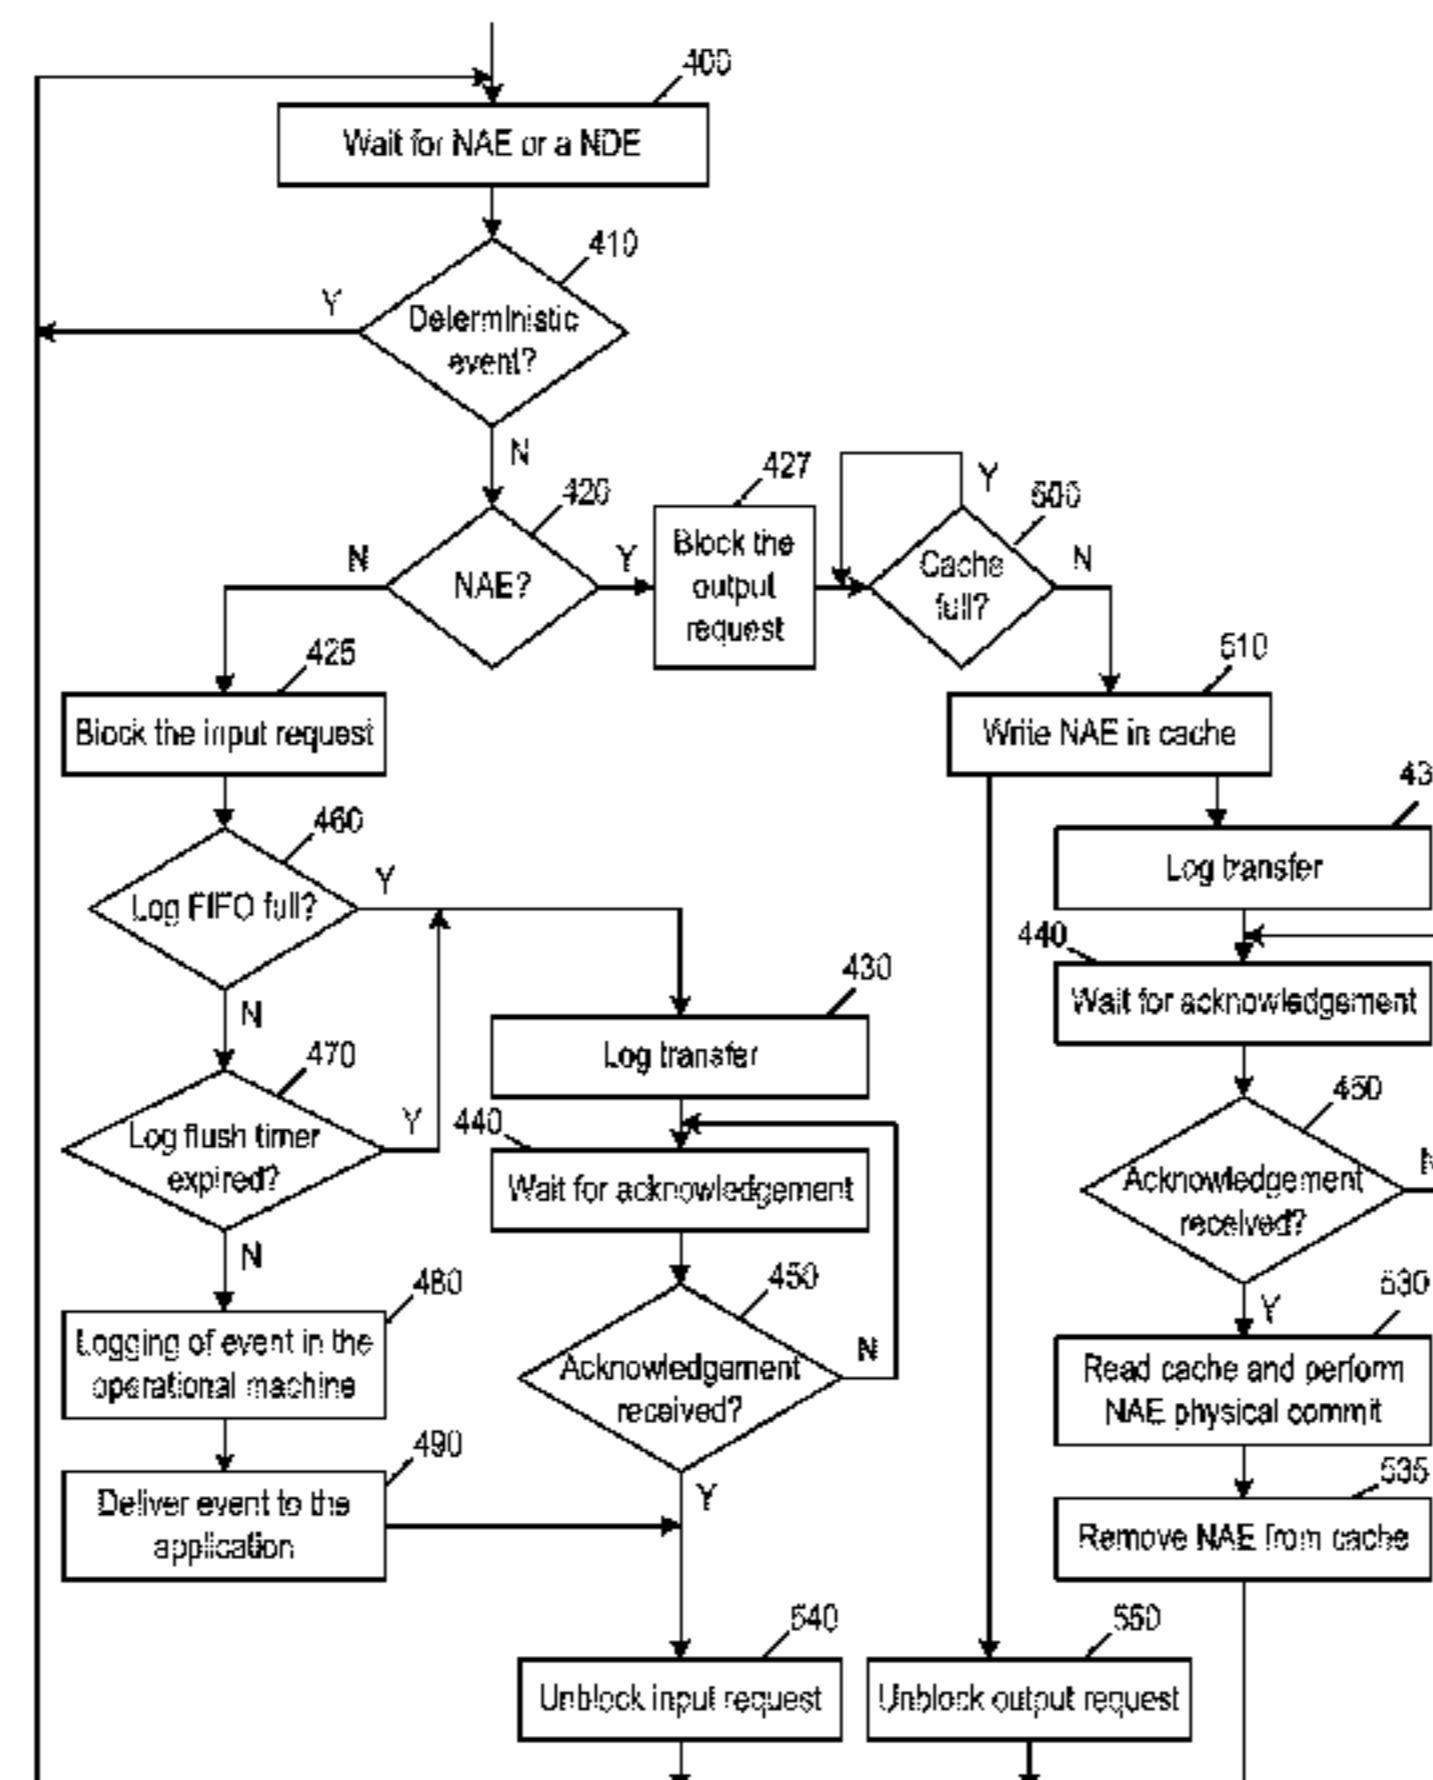 400
Wait for NAE or a NDE
410
Y
Deterministic
event?
N
420
427
Y
500
N
NAE?
Y
Block the
output
request
Cache
full?
N
425
510
Block the input request
Write NAE in cache
460
43
Y
Log FIFO full?
Log transfer
440
430
N
Wait for acknowledgement
470
Log transfer
Y
440
450
Log flush timer
expired?
Wait for acknowledgement
Acknowledgement
received?
N
N
450
480
530
Y
Logging of event in the
operational machine
N
Acknowledgement
received?
Read cache and perform
NAE physical commit
490
535
Y
Deliver event to the
application
Remove NAE from cache
540
550
Unblock input request
Unblock output request